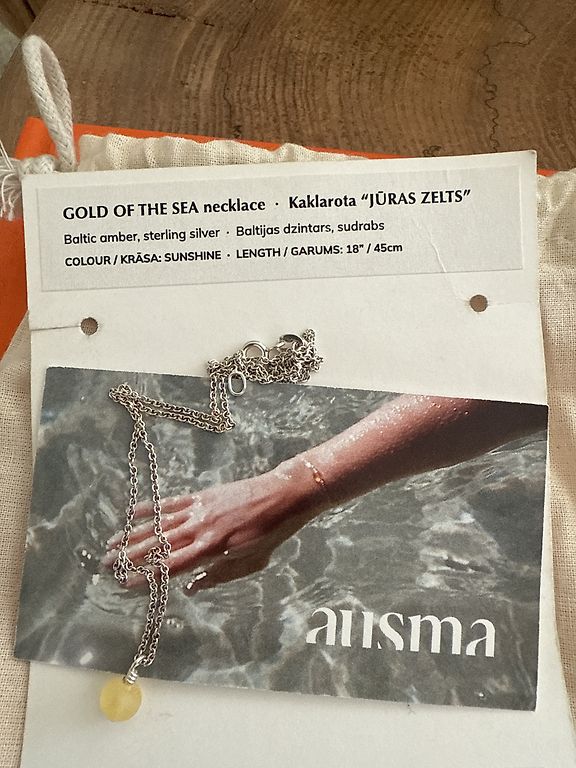 GOLD OF THE SEA necklace · Kaklarota “JŪRAS ZELTS”
Baltic amber, sterling silver · Baltijas dzintars, sudrabs
COLOUR / KRĀSA: SUNSHINE · LENGTH / GARUMS: 18” / 45cm
ausma